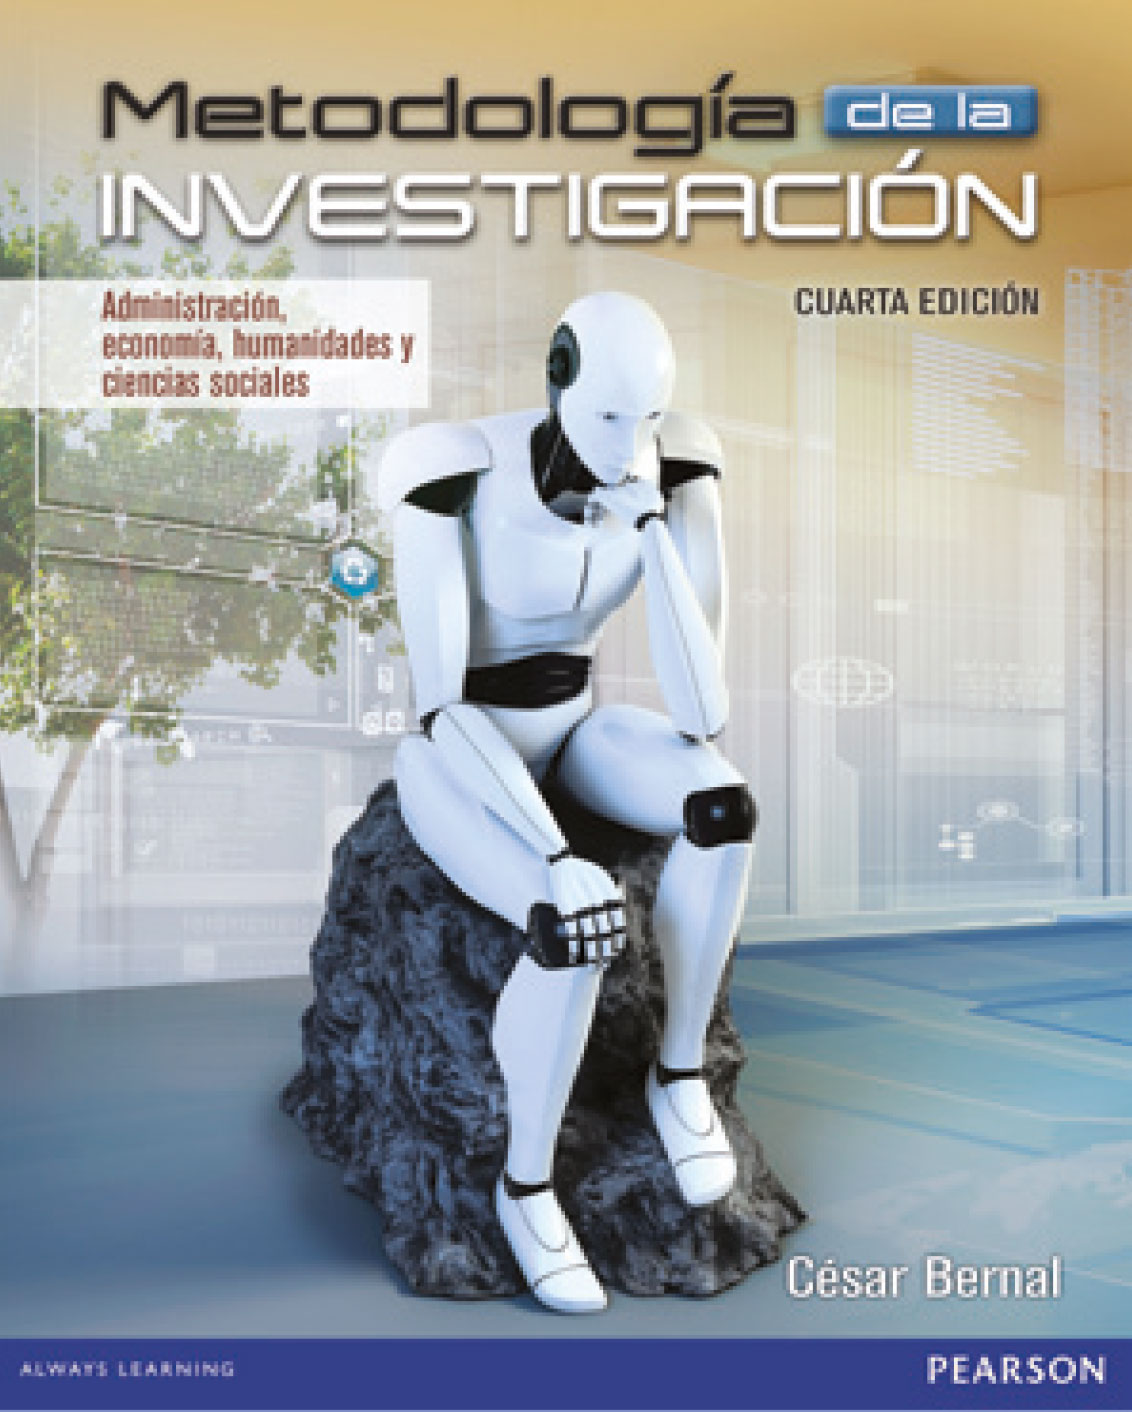 Metodología de la
INVESTIGACIÓN
Administración,
economía, humanidades y
ciencias sociales
CUARTA EDICIÓN
César Bernal
ALWAYS LEARNING
PEARSON